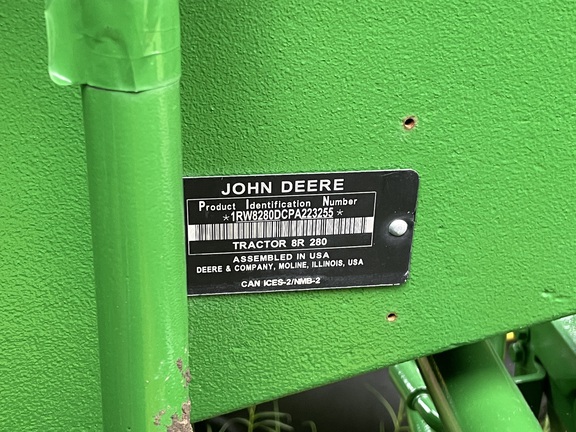 JOHN DEERE
Product Identification Number
*1RW8280DCPA223255*
TRACTOR 8R 280
ASSEMBLED IN USA
DEERE & COMPANY, MOLINE, ILLINOIS, USA
CAN ICES-2/NMB-2